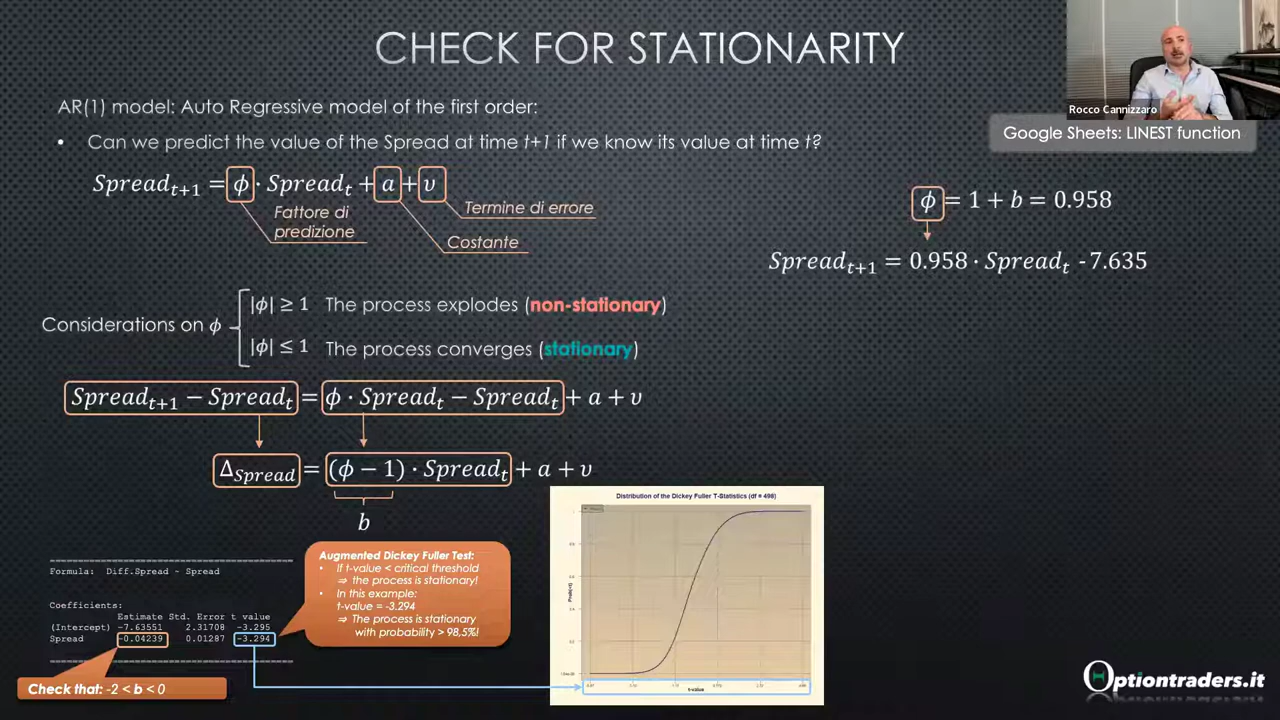 CHECK FOR STATIONARITY
Rocco Cannizzaro
AR(1) model: Auto Regressive model of the first order:
Google Sheets: LINEST function
• Can we predict the value of the Spread at time t+1 if we know its value at time t?
Spread_{t+1} = ϕ · Spread_t + a + υ
Fattore di
predizione
Termine di errore
Costante
ϕ = 1 + b = 0.958
Spread_{t+1} = 0.958 · Spread_t - 7.635
Considerations on ϕ
|ϕ| ≥ 1 The process explodes (non-stationary)
|ϕ| ≤ 1 The process converges (stationary)
Spread_{t+1} − Spread_t = ϕ · Spread_t − Spread_t + a + υ
Δ_{Spread} = (ϕ − 1) · Spread_t + a + υ
b
Formula: Diff.Spread ~ Spread
Coefficients:
Estimate Std. Error t value
(Intercept) -7.63551 2.31708 -3.295
Spread -0.04239 0.01287 -3.294
Check that: -2 < b < 0
Augmented Dickey Fuller Test:
• If t-value < critical threshold
⇒ the process is stationary!
• In this example:
t-value = -3.294
⇒ The process is stationary
with probability > 98,5%!
Distribution of the Dickey Fuller T-Statistics (df = 498)
t-value
Optiontraders.it